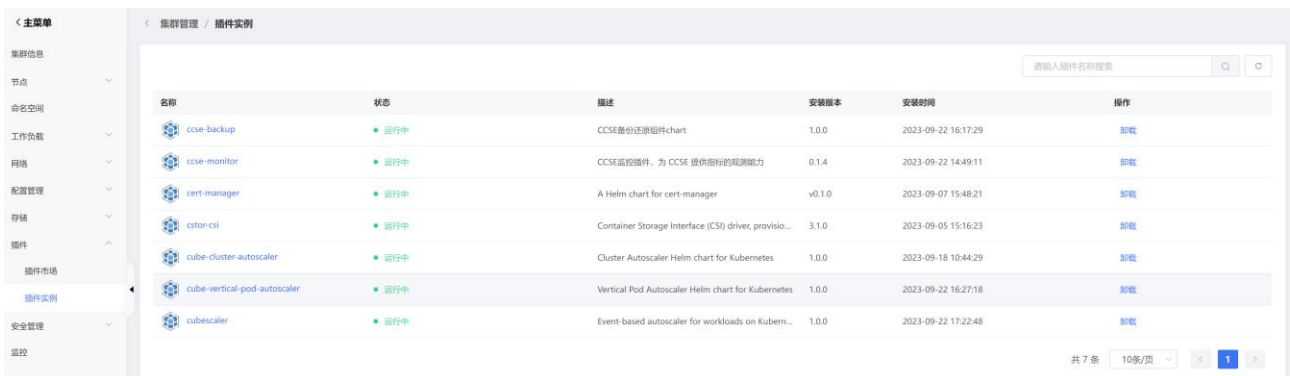 主菜单
集群管理 / 插件实例
集群信息
节点
命名空间
工作负载
网络
配置管理
存储
插件
插件市场
插件实例
安全管理
监控
请输入插件名称搜索
名称 状态 描述 安装版本 安装时间 操作
ccse-backup 运行中 CCSE备份还原组件chart 1.0.0 2023-09-22 16:17:29 卸载
ccse-monitor 运行中 CCSE监控插件，为 CCSE 提供指标的观测能力 0.1.4 2023-09-22 14:49:11 卸载
cert-manager 运行中 A Helm chart for cert-manager v0.1.0 2023-09-07 15:48:21 卸载
cstor-csi 运行中 Container Storage Interface (CSI) driver, provisio... 3.1.0 2023-09-05 15:16:23 卸载
cube-cluster-autoscaler 运行中 Cluster Autoscaler Helm chart for Kubernetes 1.0.0 2023-09-18 10:44:29 卸载
cube-vertical-pod-autoscaler 运行中 Vertical Pod Autoscaler Helm chart for Kubernetes 1.0.0 2023-09-22 16:27:18 卸载
cubescaler 运行中 Event-based autoscaler for workloads on Kubern... 1.0.0 2023-09-22 17:22:48 卸载
共 7 条 10条/页 1